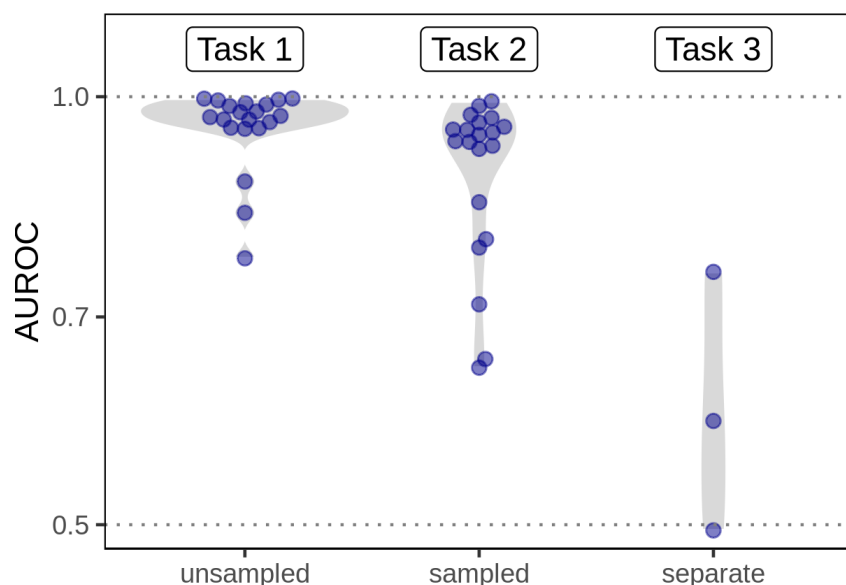 Task 1
Task 2
Task 3
1.0
AUROC
0.7
0.5
unsampled
sampled
separate